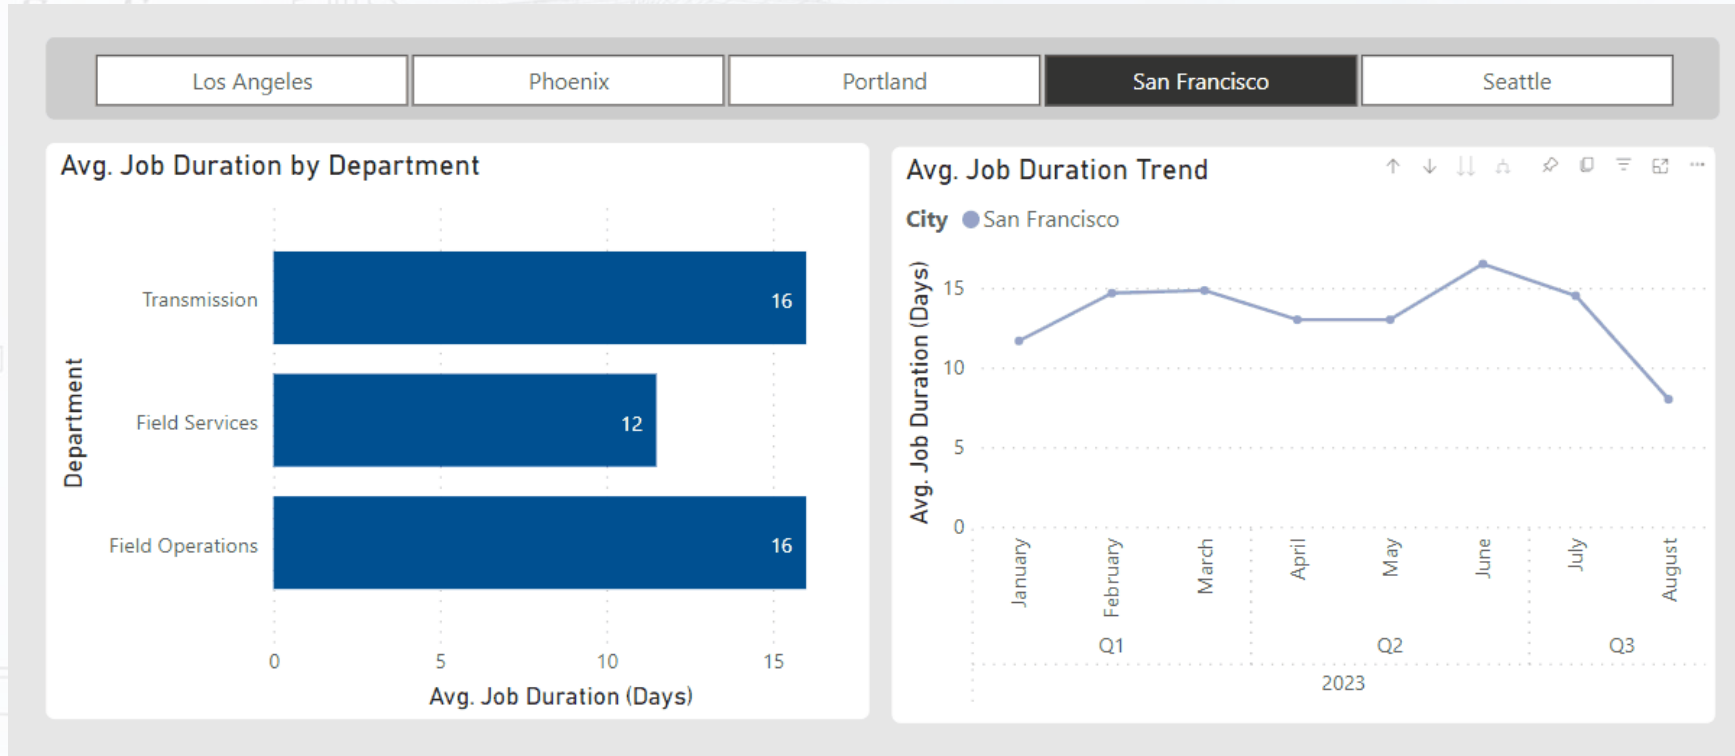 Los Angeles
Phoenix
Portland
San Francisco
Seattle
Avg. Job Duration by Department
Department
Transmission
16
Field Services
12
Field Operations
16
0
5
10
15
Avg. Job Duration (Days)
Avg. Job Duration Trend
City San Francisco
Avg. Job Duration (Days)
15
10
5
0
January
February
March
April
May
June
July
August
Q1
Q2
Q3
2023